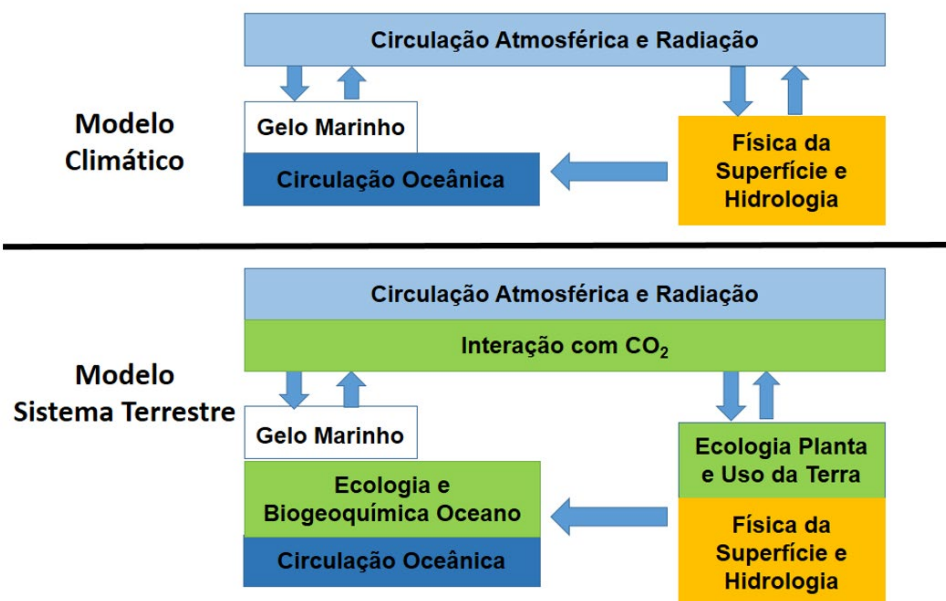 Circulação Atmosférica e Radiação
Modelo
Climático
Gelo Marinho
Circulação Oceânica
Física da
Superfície e
Hidrologia
Circulação Atmosférica e Radiação
Interação com CO₂
Modelo
Sistema Terrestre
Gelo Marinho
Ecologia e
Biogeoquímica Oceano
Circulação Oceânica
Ecologia Planta
e Uso da Terra
Física da
Superfície e
Hidrologia